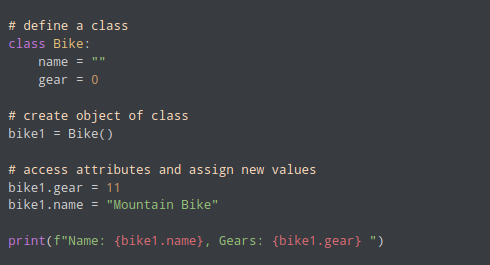 # define a class
class Bike:
    name = ""
    gear = 0
# create object of class
bike1 = Bike()
# access attributes and assign new values
bike1.gear = 11
bike1.name = "Mountain Bike"
print(f"Name: {bike1.name}, Gears: {bike1.gear} ")